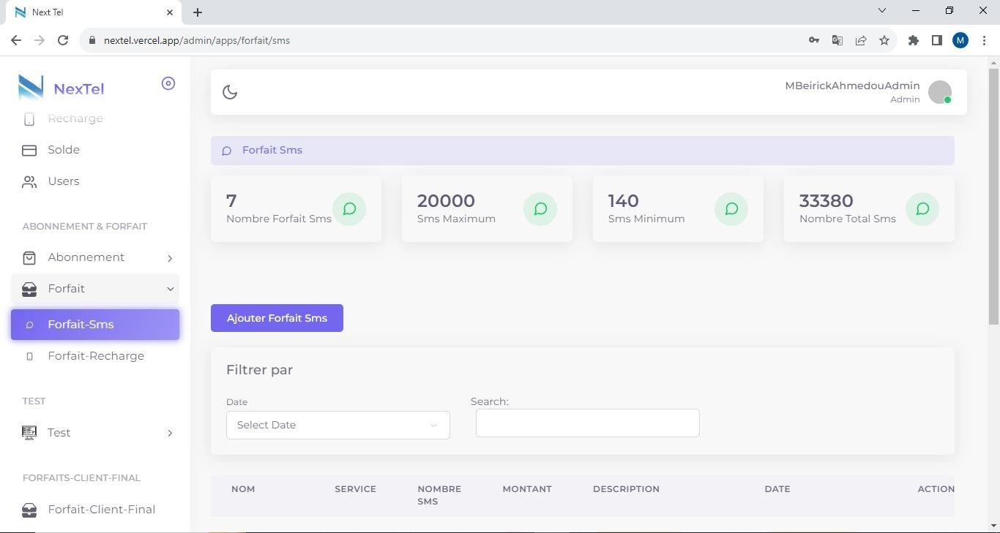 Next Tel
nextel.vercel.app/admin/apps/forfait/sms
M
NexTel
Recharge
Solde
Users
ABONNEMENT & FORFAIT
Abonnement
Forfait
Forfait-Sms
Forfait-Recharge
TEST
Test
FORFAITS-CLIENT-FINAL
Forfait-Client-Final
MBeirickAhmedouAdmin
Admin
Forfait Sms
7
Nombre Forfait Sms
20000
Sms Maximum
140
Sms Minimum
33380
Nombre Total Sms
Ajouter Forfait Sms
Filtrer par
Date
Select Date
Search:
NOM SERVICE NOMBRE SMS MONTANT DESCRIPTION DATE ACTION